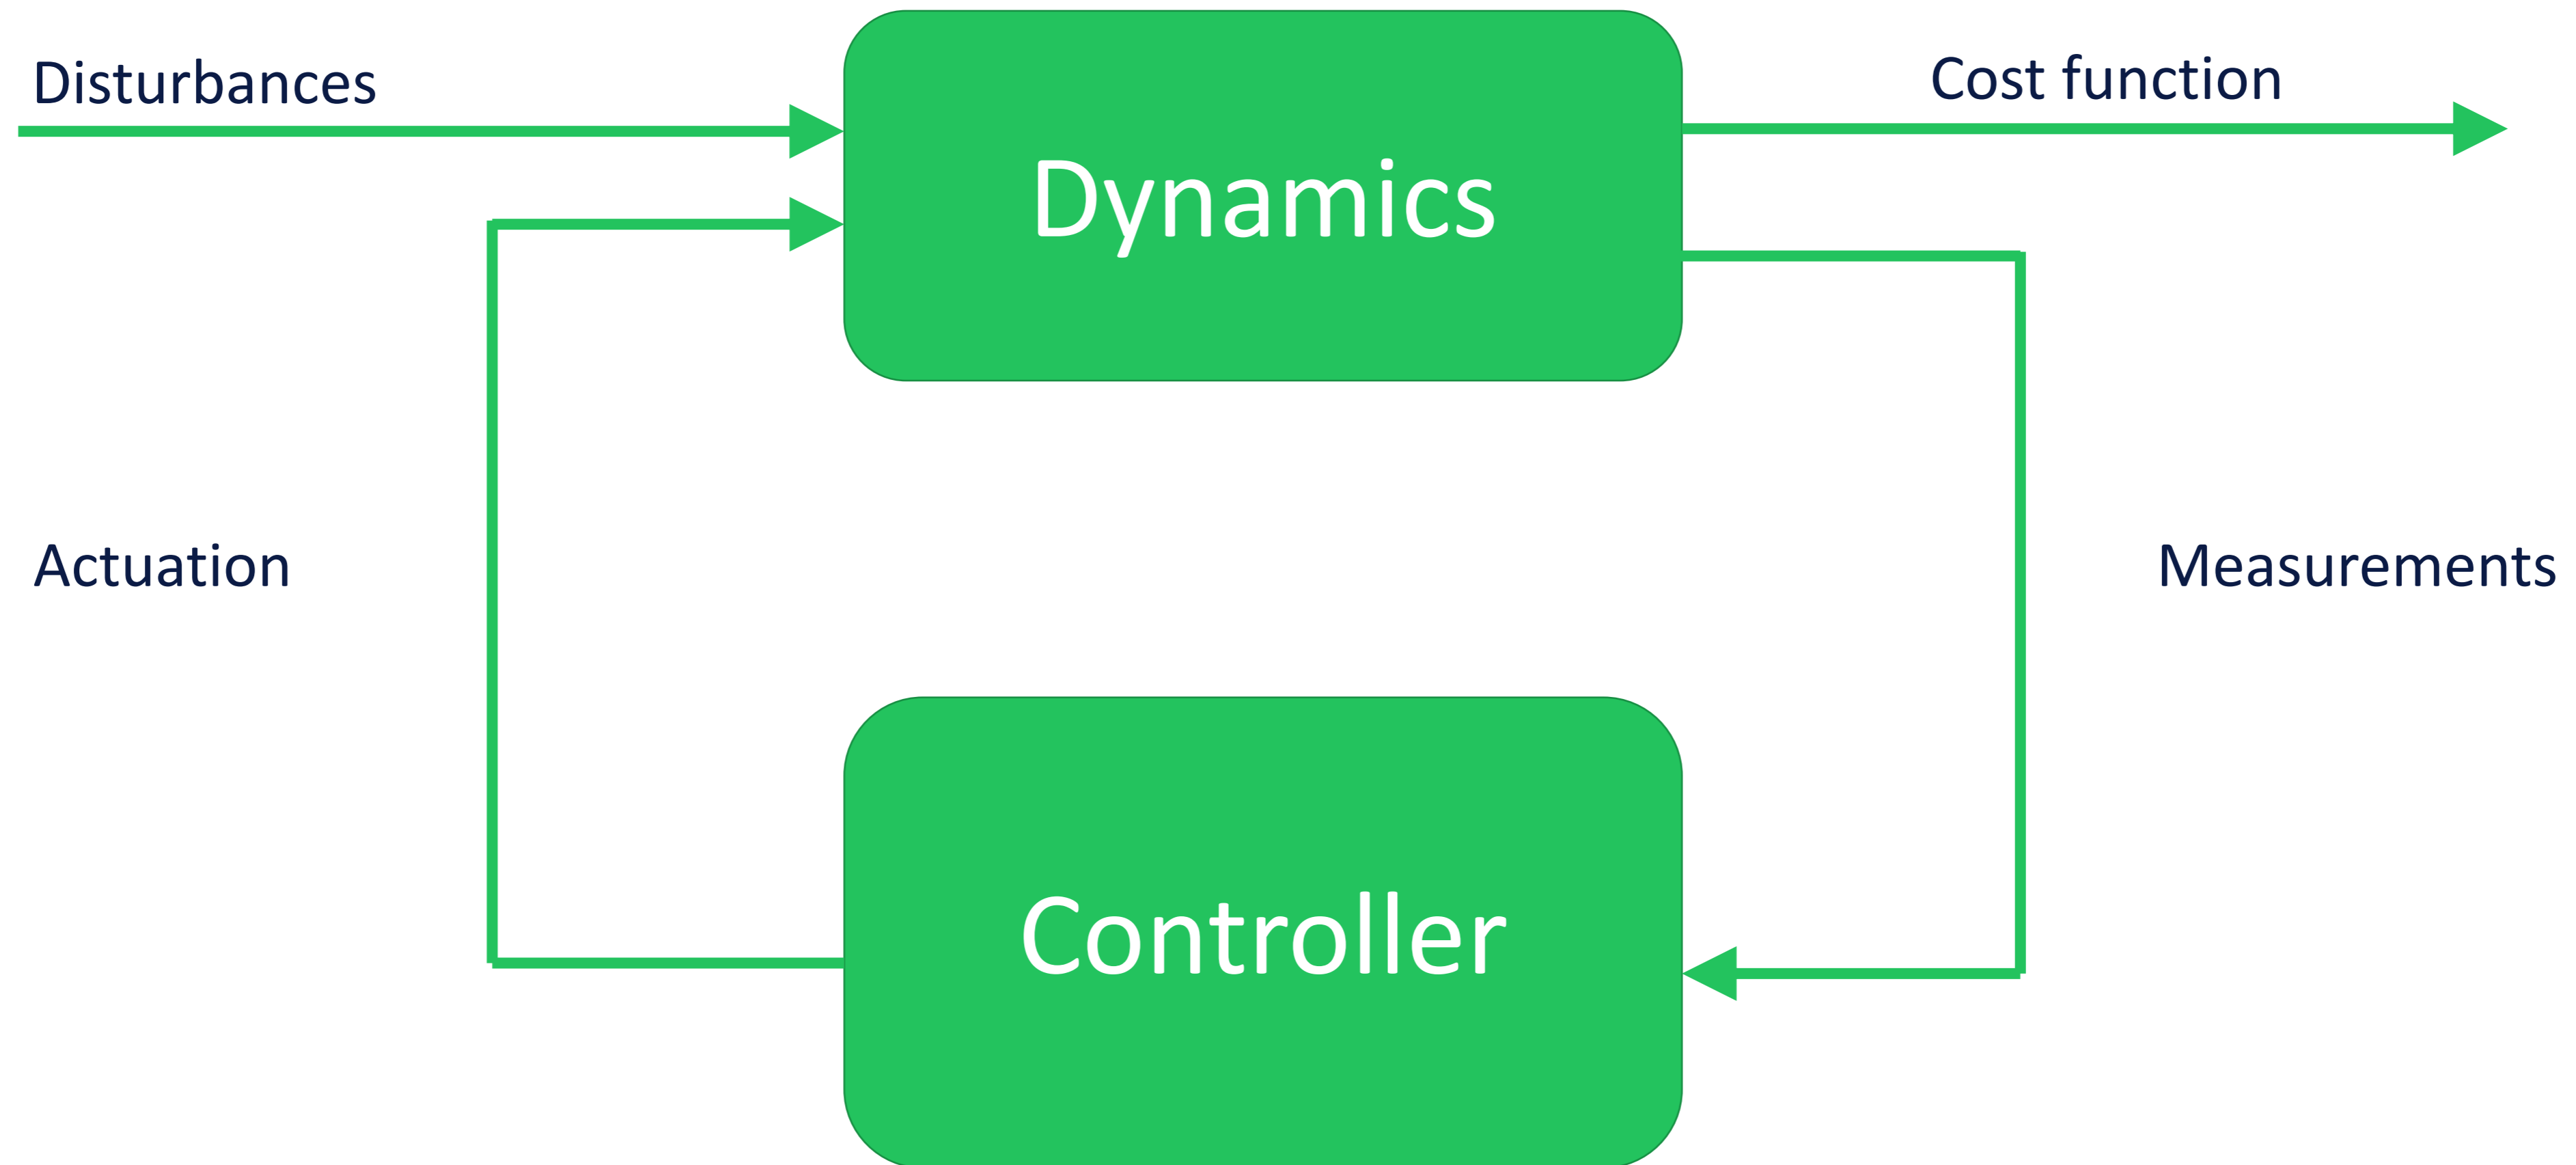 Disturbances
Cost function
Dynamics
Actuation
Measurements
Controller